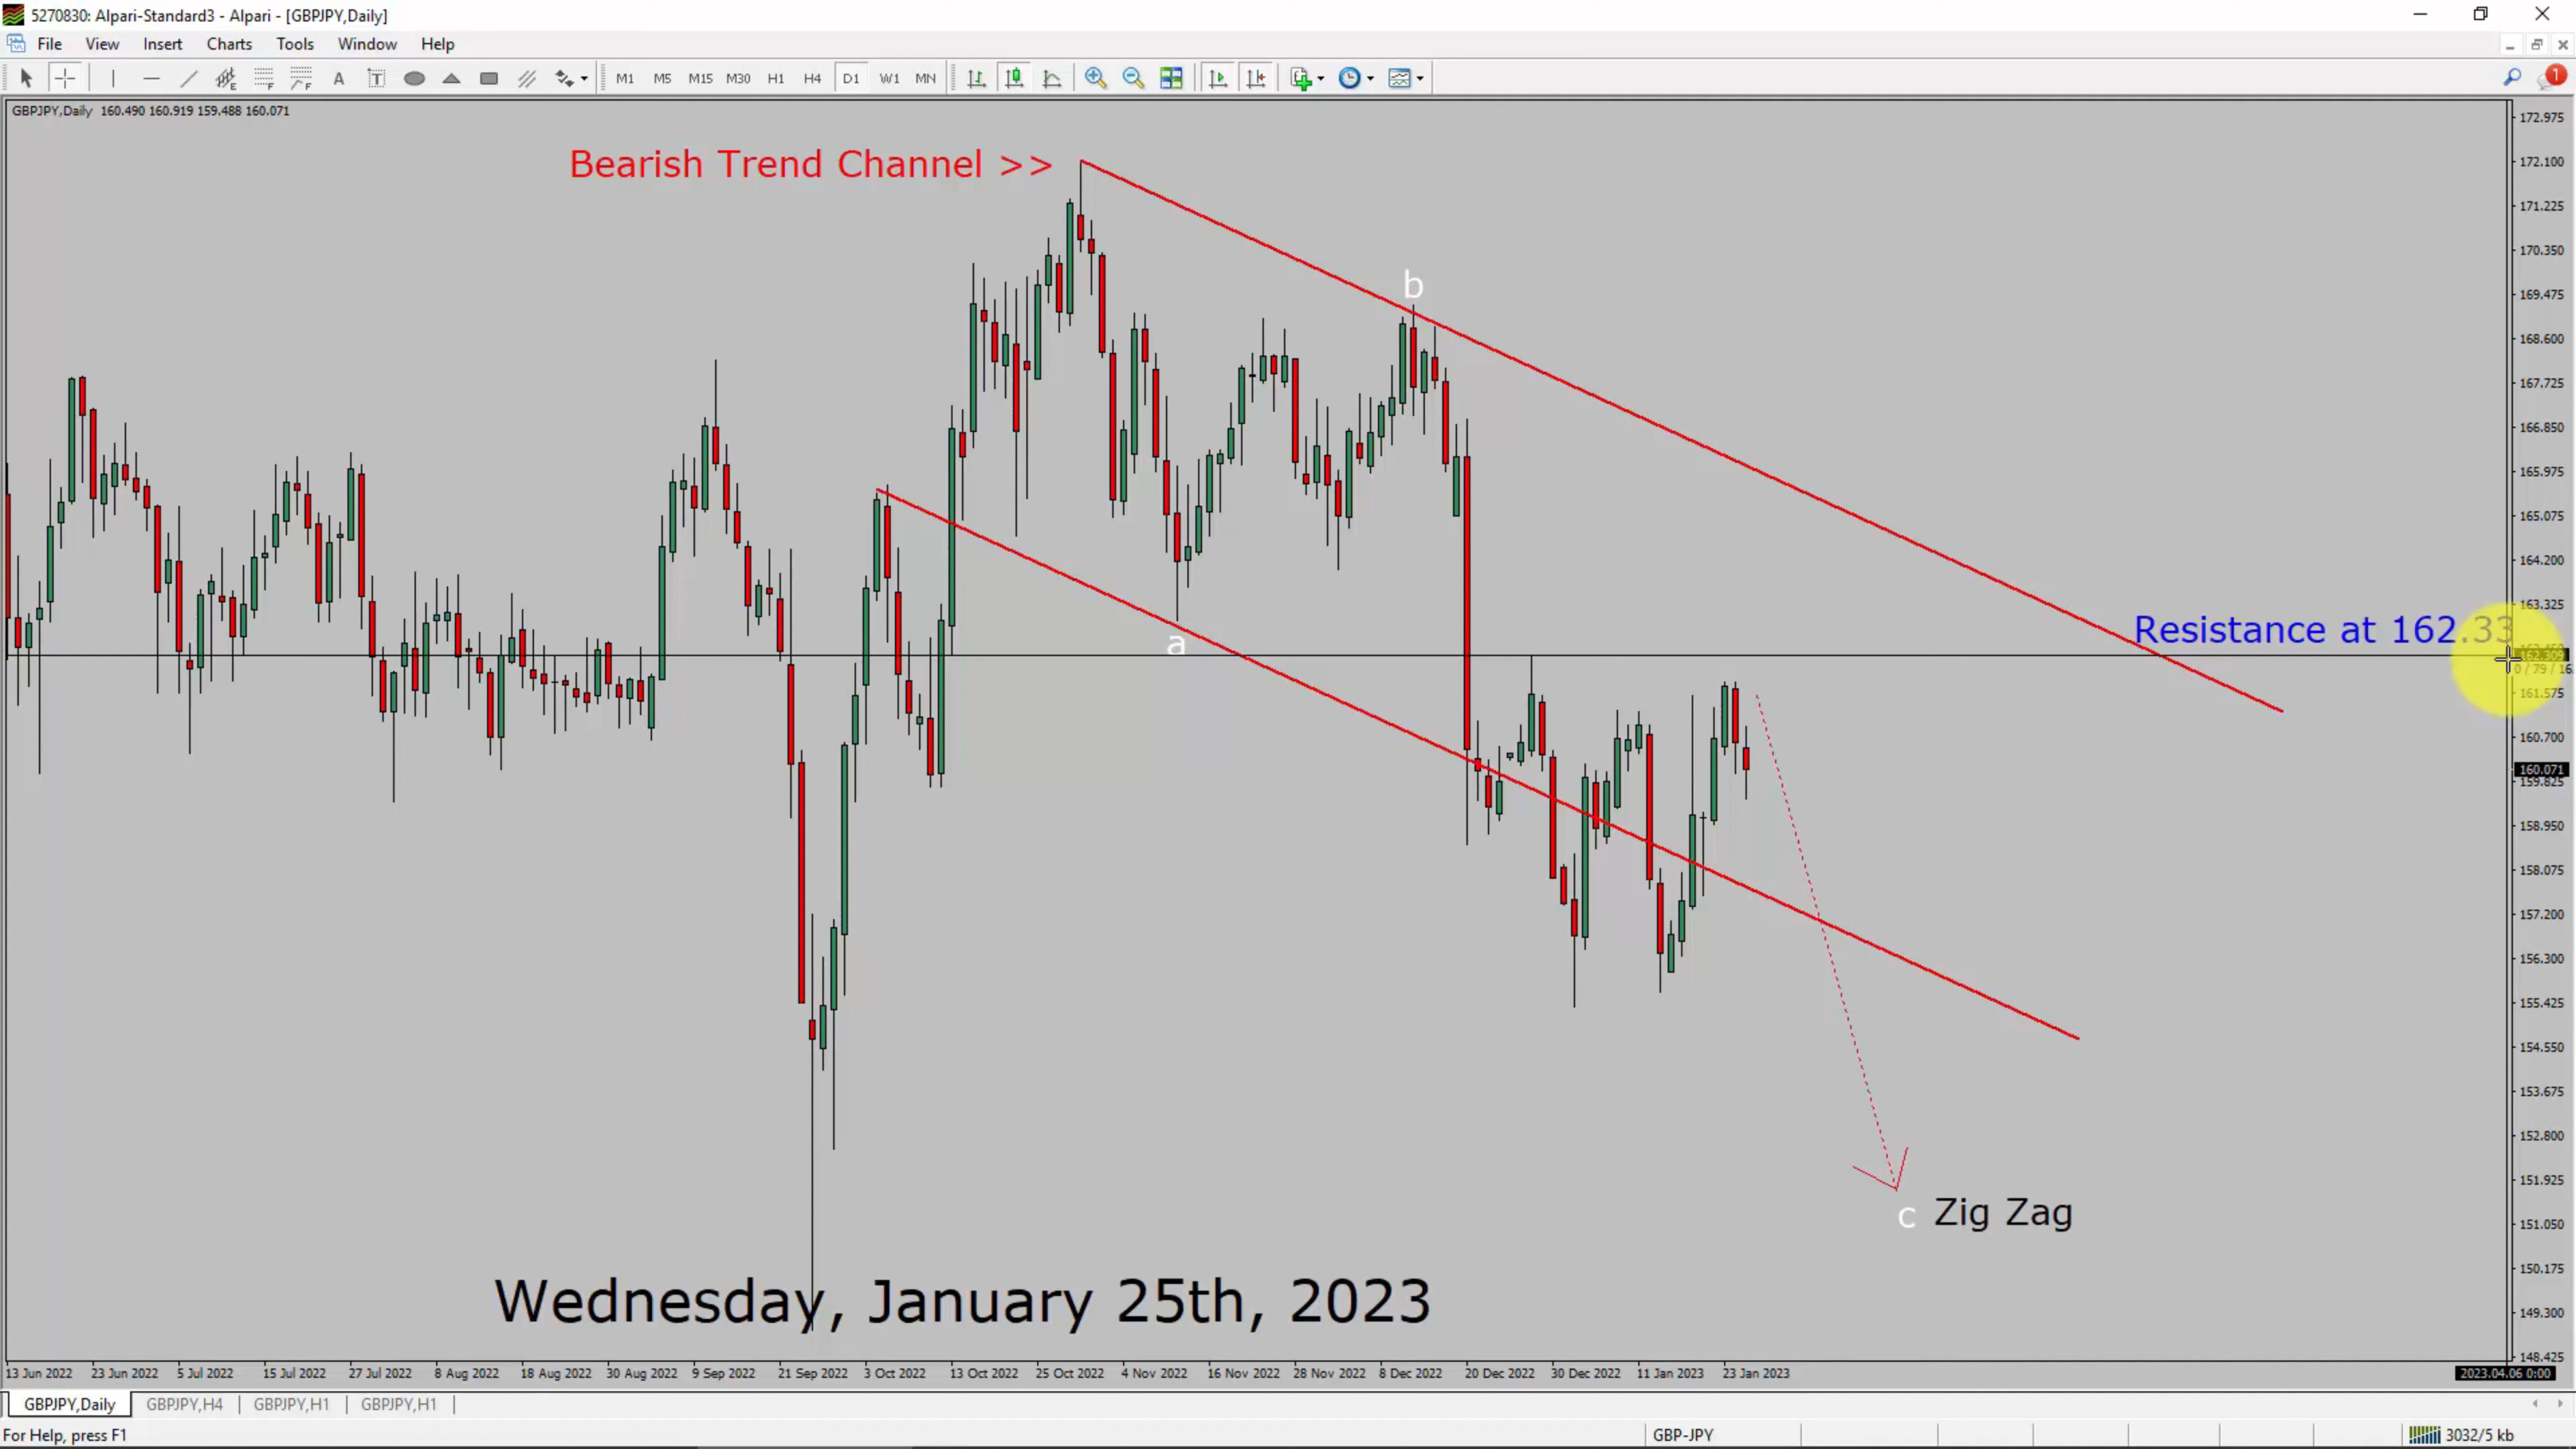 5270830: Alpari-Standard3 - Alpari - [GBPJPY,Daily]
File View Insert Charts Tools Window Help
A T M1 M5 M15 M30 H1 H4 D1 W1 MN 1
GBPJPY,Daily 160.490 160.919 159.488 160.071
172.975
Bearish Trend Channel >>
172.100
171.225
170.350
b
169.475
168.600
167.725
166.850
165.975
165.075
164.200
163.325
Resistance at 162.33
a
162.309
161.575
160.700
160.071
159.825
158.950
158.075
157.200
156.300
155.425
154.550
153.675
152.800
151.925
c Zig Zag
151.050
150.175
Wednesday, January 25th, 2023
149.300
148.425
13 Jun 2022 23 Jun 2022 5 Jul 2022 15 Jul 2022 27 Jul 2022 8 Aug 2022 18 Aug 2022 30 Aug 2022 9 Sep 2022 21 Sep 2022 3 Oct 2022 13 Oct 2022 25 Oct 2022 4 Nov 2022 16 Nov 2022 28 Nov 2022 8 Dec 2022 20 Dec 2022 30 Dec 2022 11 Jan 2023 23 Jan 2023 2023.04.06 0:00
GBPJPY,Daily GBPJPY,H4 GBPJPY,H1 GBPJPY,H1
For Help, press F1 GBP-JPY 3032/5 kb